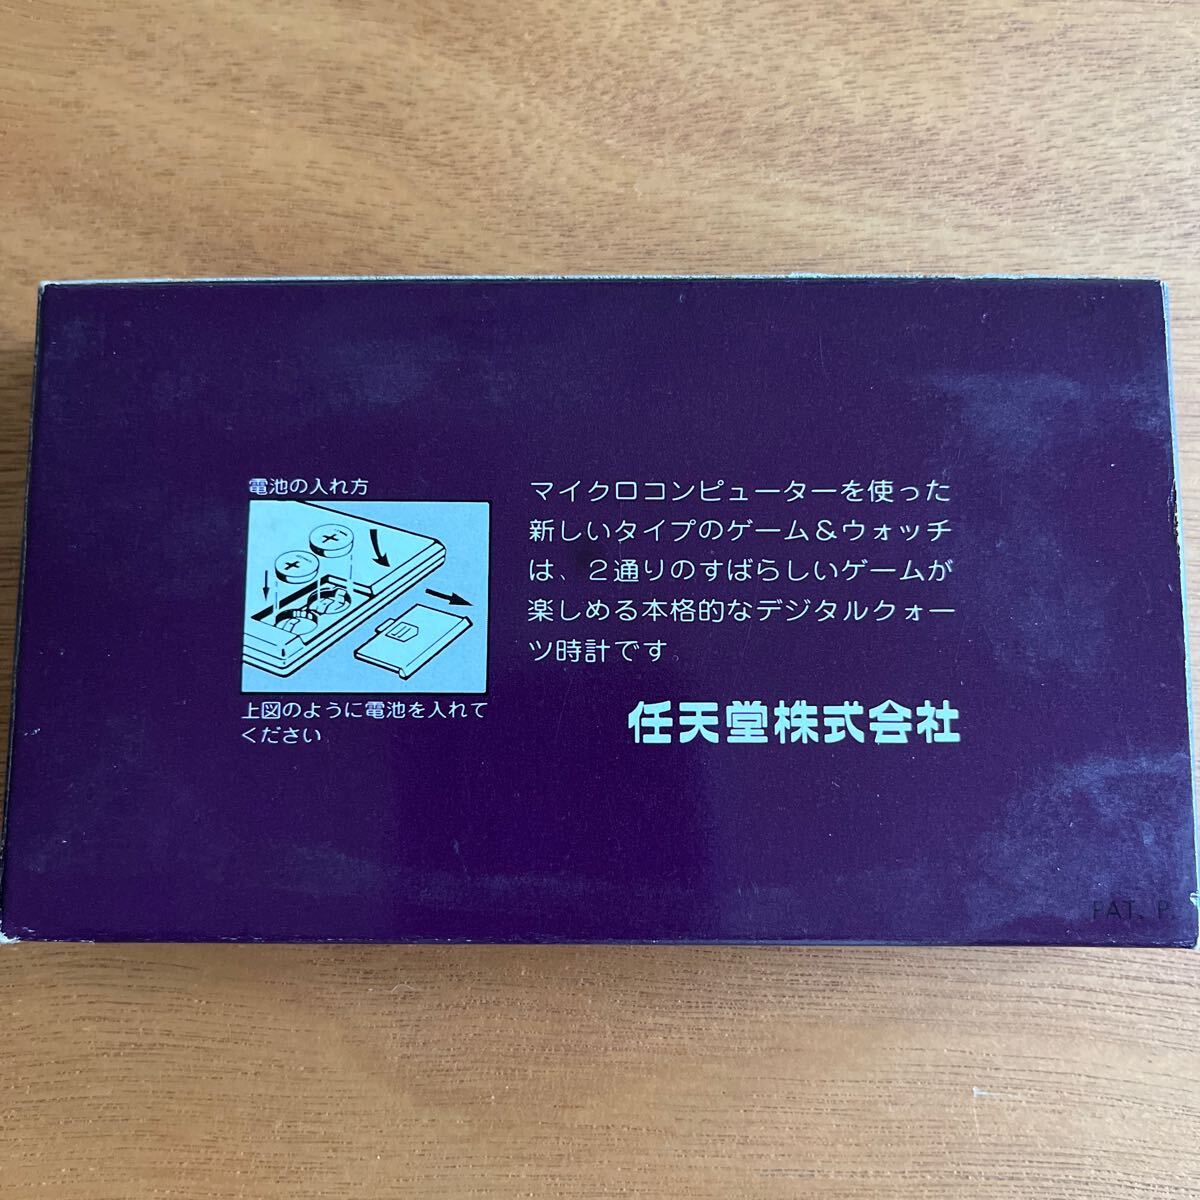 電池の入れ方
上図のように電池を入れて
ください
マイクロコンピューターを使った
新しいタイプのゲーム&ウォッチ
は、2通りのすばらしいゲームが
楽しめる本格的なデジタルクォー
ツ時計です。
任天堂株式会社
PAT. P.